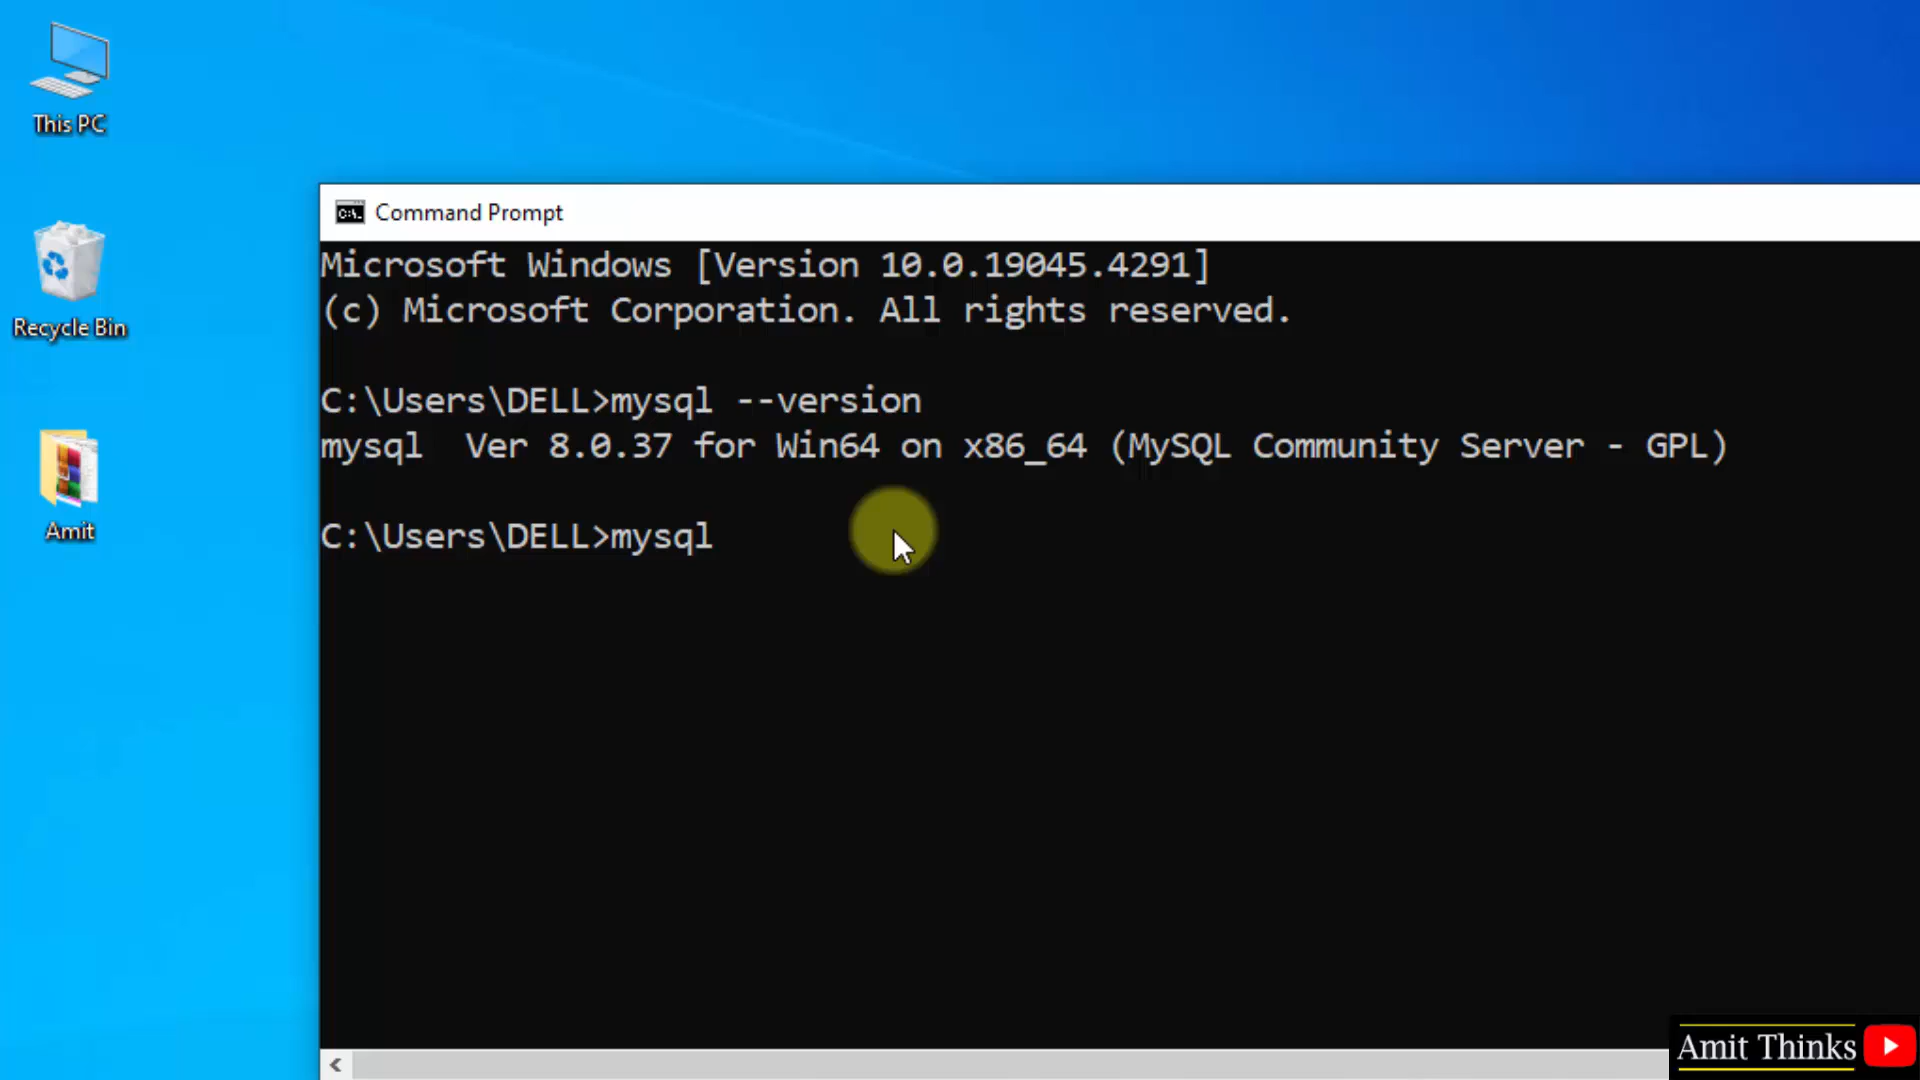 This PC
Recycle Bin
Amit
Command Prompt
Microsoft Windows [Version 10.0.19045.4291]
(c) Microsoft Corporation. All rights reserved.
C:\Users\DELL>mysql --version
mysql  Ver 8.0.37 for Win64 on x86_64 (MySQL Community Server - GPL)
C:\Users\DELL>mysql
Amit Thinks